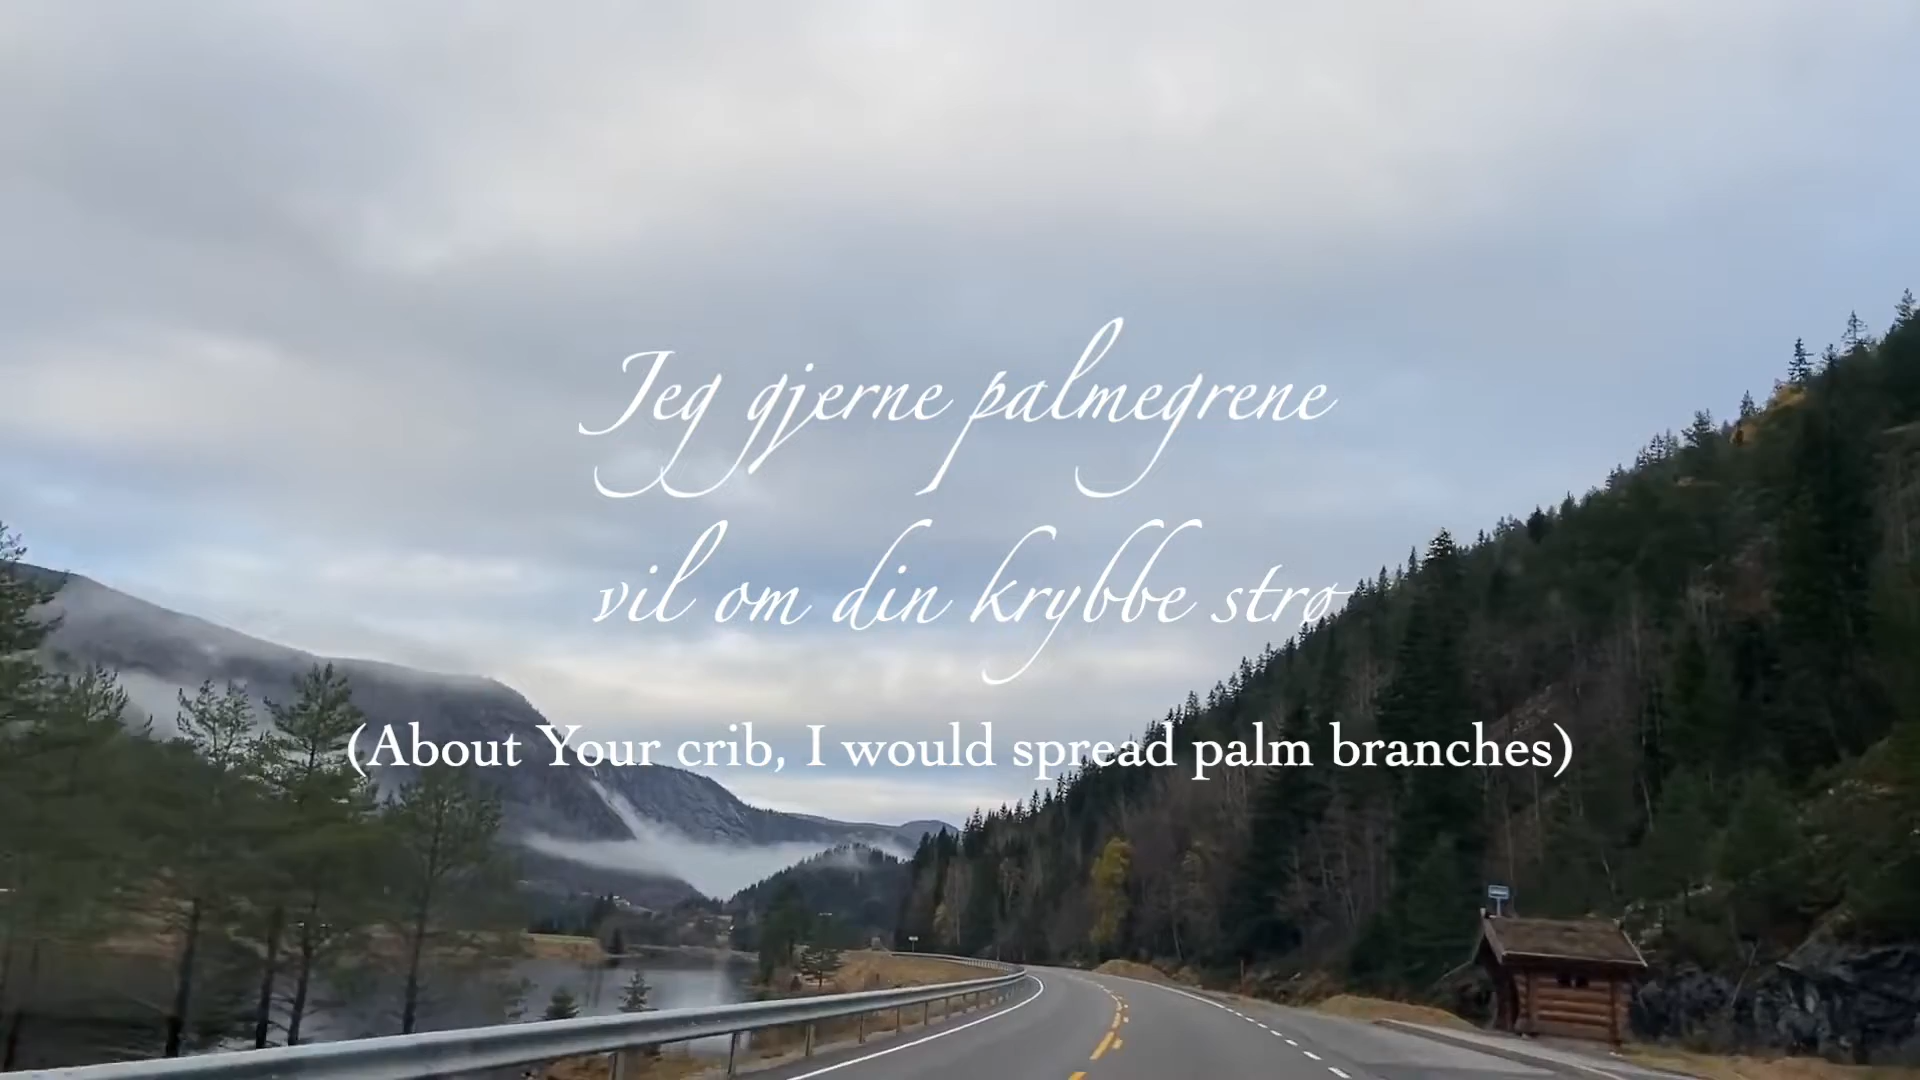 Jeg gjerne palmegrene
vil om din krybbe strø
(About Your crib, I would spread palm branches)